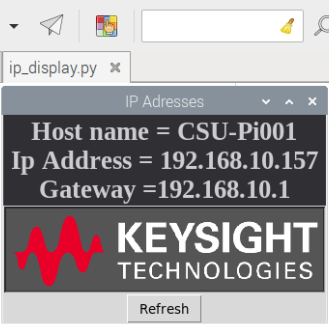 ip_display.py
IP Adresses
Host name = CSU-Pi001
Ip Address = 192.168.10.157
Gateway =192.168.10.1
KEYSIGHT
TECHNOLOGIES
Refresh